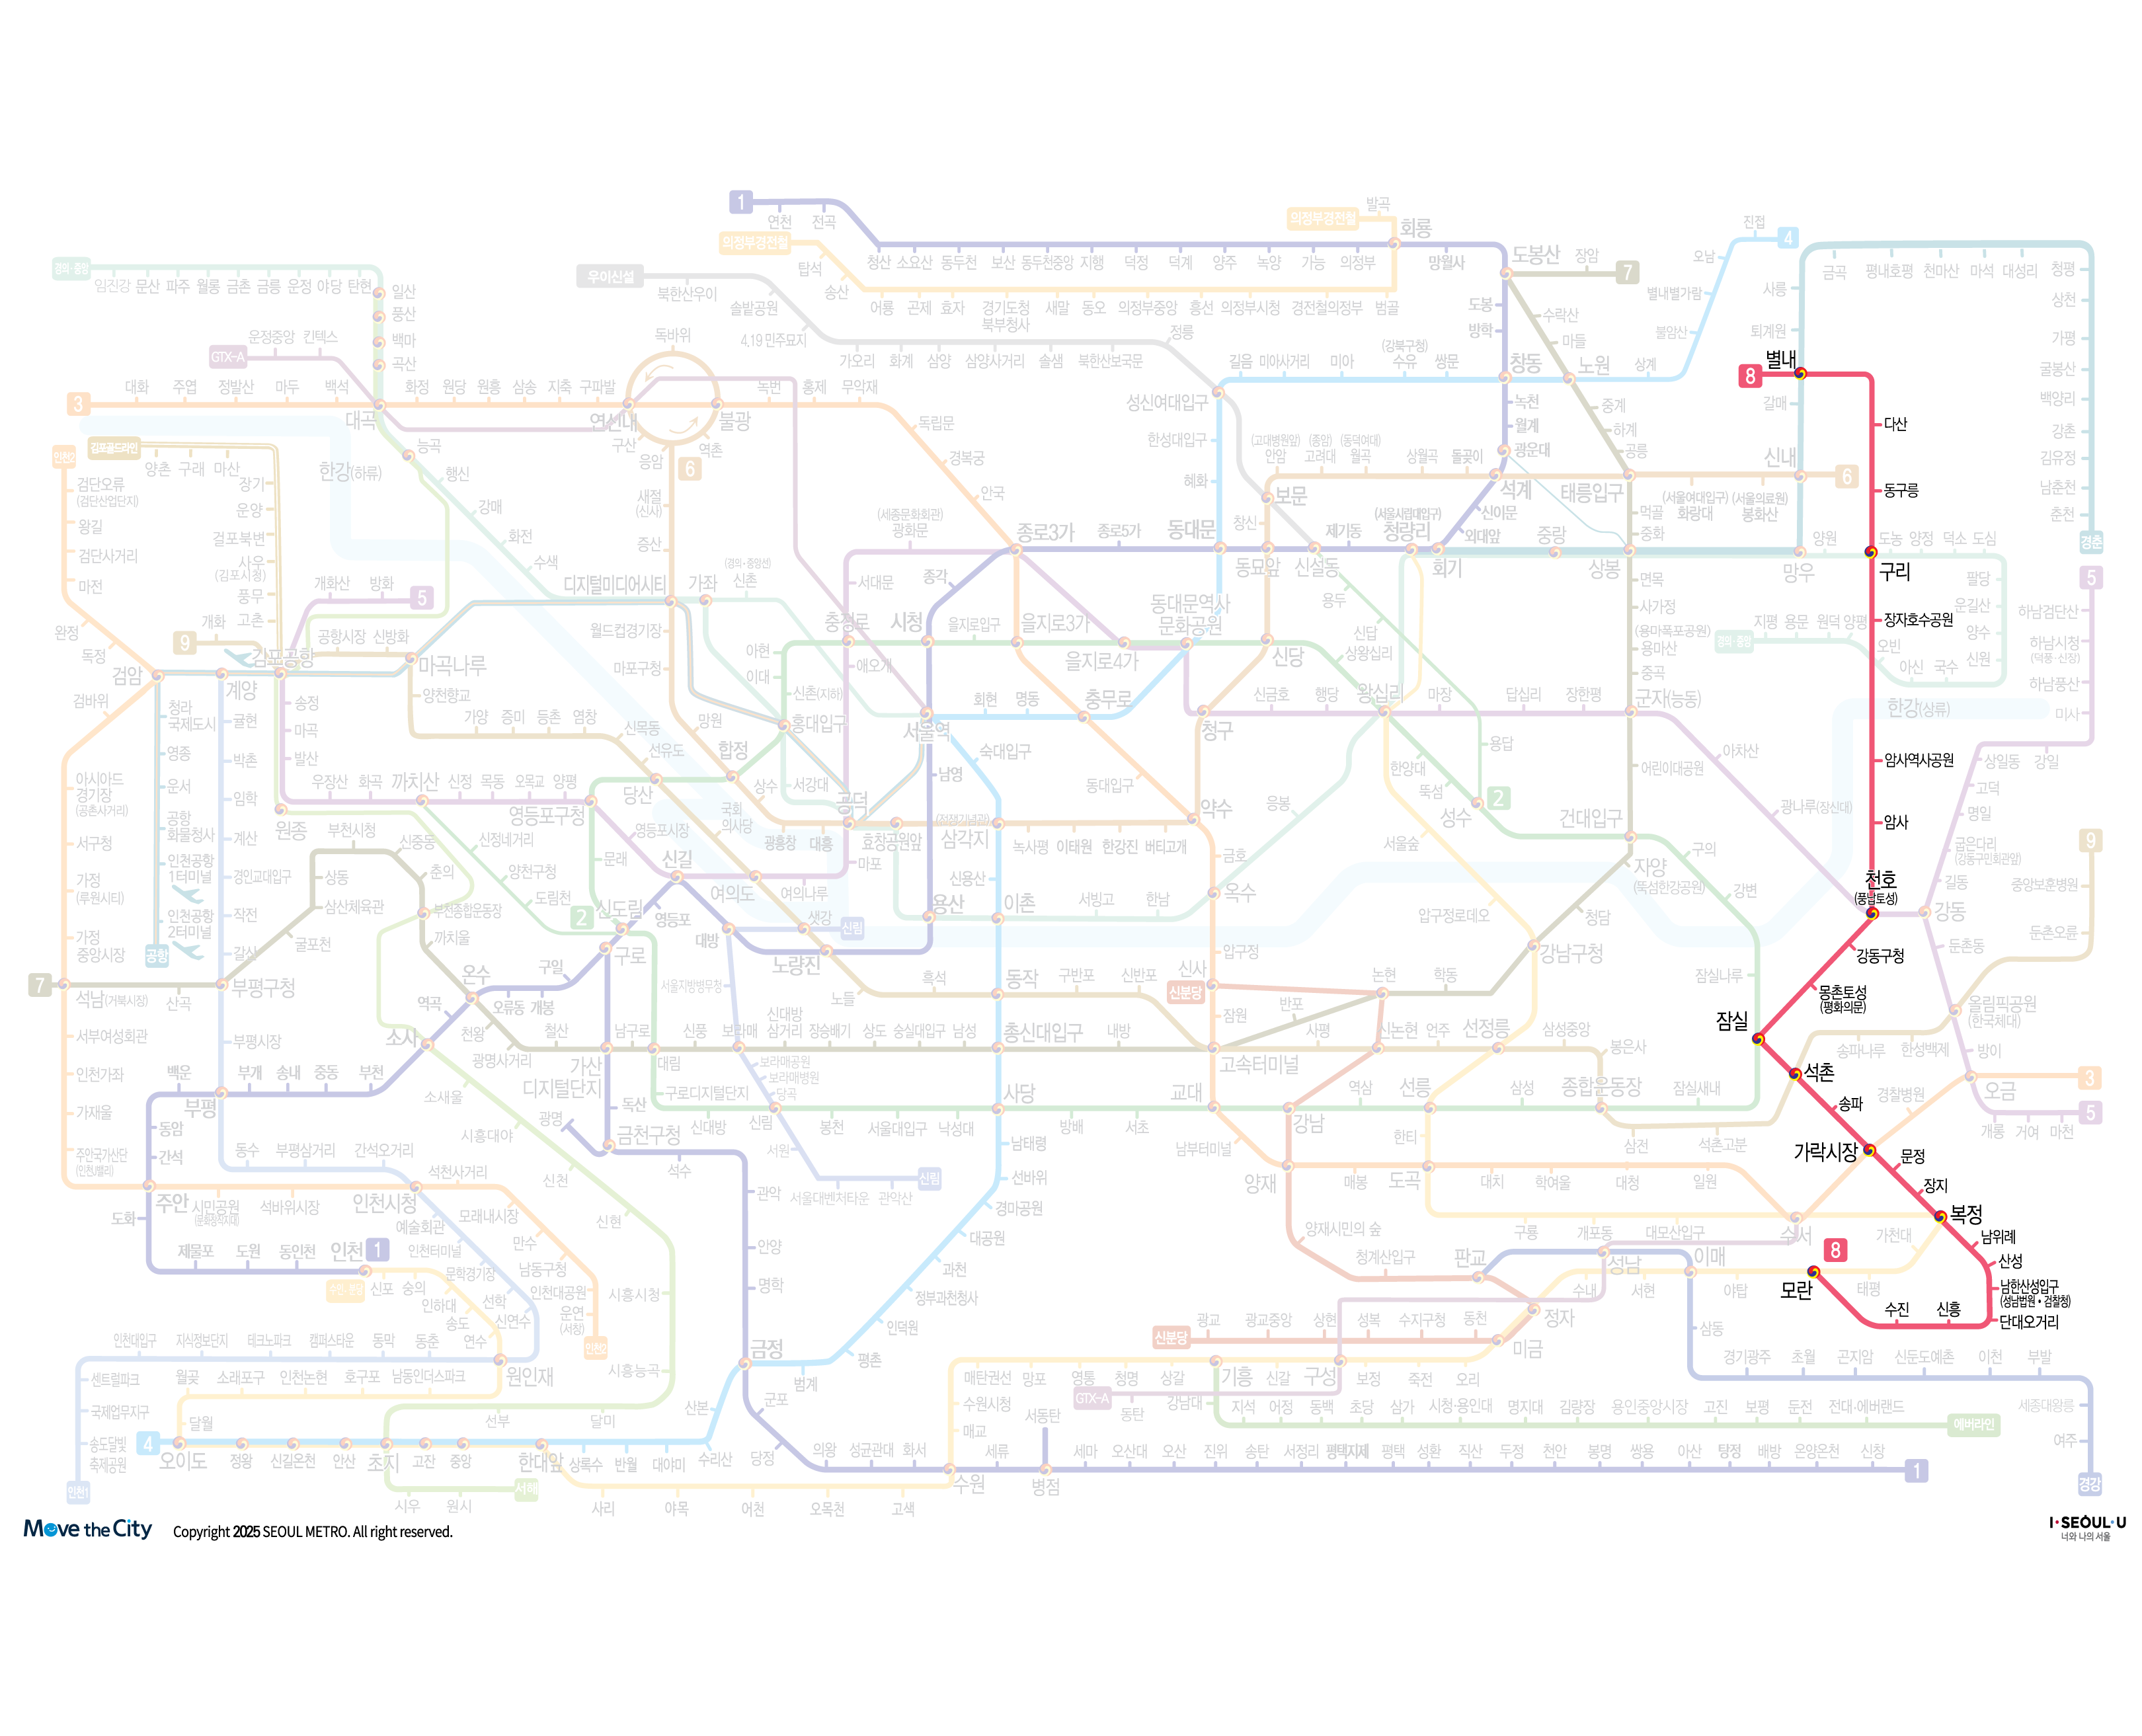 1
연천
전곡
의정부경전철
탑석
송산
청산
소요산
동두천
보산
동두천중앙
지행
덕정
덕계
양주
녹양
가능
의정부
망월사
의정부경전철
발곡
회룡
도봉산
장암
7
어룡
곤제
효자
경기도청
북부청사
새말
동오
의정부중앙
흥선
의정부시청
경전철의정부
범골
진접
4
오남
별내별가람
불암산
상계
노원
금곡
평내호평
천마산
마석
대성리
청평
상천
가평
굴봉산
백양리
강촌
김유정
남춘천
춘천
경춘
사릉
퇴계원
별내
8
갈매
신내
6
다산
동구릉
구리
장자호수공원
암사역사공원
암사
천호
(풍납토성)
강동구청
몽촌토성
(평화의문)
잠실
석촌
송파
가락시장
문정
장지
복정
남위례
산성
남한산성입구
(성남법원・검찰청)
단대오거리
신흥
수진
모란
8
경의·중앙
임진강
문산
파주
월롱
금촌
금릉
운정
야당
탄현
일산
풍산
백마
곡산
대곡
GTX-A
운정중앙
킨텍스
우이신설
북한산우이
솔밭공원
4.19 민주묘지
가오리
화계
삼양
삼양사거리
솔샘
북한산보국문
정릉
3
대화
주엽
정발산
마두
백석
화정
원당
원흥
삼송
지축
구파발
연신내
독바위
불광
구산
응암
역촌
6
녹번
홍제
무악재
독립문
경복궁
안국
종로3가
성신여대입구
길음
미아사거리
미아
(강북구청)
수유
쌍문
창동
도봉
방학
녹천
월계
광운대
수락산
마들
중계
하계
공릉
태릉입구
한성대입구
혜화
(고대병원앞)
안암
(종암)
고려대
(동덕여대)
월곡
상월곡
돌곶이
석계
보문
창신
신이문
외대앞
(서울여대입구)
화랑대
(서울의료원)
봉화산
먹골
중화
상봉
면목
사가정
(용마폭포공원)
용마산
중곡
군자(능동)
어린이대공원
건대입구
인천2
검단오류
(검단산업단지)
왕길
검단사거리
마전
완정
독정
검암
검바위
아시아드
경기장
(공촌사거리)
서구청
가정
(루원시티)
가정
중앙시장
석남(거북시장)
서부여성회관
인천가좌
가재울
주안국가산단
(인천J밸리)
주안
김포골드라인
양촌
구래
마산
장기
운양
걸포북변
사우
(김포시청)
풍무
고촌
김포공항
한강(하류)
능곡
행신
강매
화전
수색
디지털미디어시티
가좌
(경의·중앙선)
신촌
새절
(신사)
증산
월드컵경기장
마포구청
망원
합정
상수
광흥창
대흥
공덕
효창공원앞
(전쟁기념관)
삼각지
녹사평
이태원
한강진
버티고개
약수
개화산
방화
5
9
개화
공항시장
신방화
마곡나루
양천향교
가양
증미
등촌
염창
신목동
선유도
당산
계양
귤현
박촌
임학
계산
경인교대입구
작전
갈산
부평구청
부평시장
부평
청라
국제도시
영종
운서
공항
화물청사
인천공항
1터미널
인천공항
2터미널
공항
송정
마곡
발산
우장산
화곡
까치산
신정
목동
오목교
양평
영등포구청
영등포시장
신길
여의도
여의나루
마포
애오개
충정로
서대문
(세종문화회관)
광화문
종로5가
동대문
동묘앞
신설동
제기동
(서울시립대입구)
청량리
회기
중랑
망우
양원
도농
양정
덕소
도심
팔당
운길산
양수
신원
국수
아신
오빈
양평
원덕
용문
지평
경의·중앙
5
하남검단산
하남시청
(덕풍·신장)
하남풍산
미사
강일
상일동
고덕
명일
굽은다리
(강동구민회관앞)
길동
강동
둔촌동
올림픽공원
(한국체대)
방이
오금
3
5
개롱
거여
마천
9
중앙보훈병원
둔촌오륜
한성백제
송파나루
석촌고분
삼전
종합운동장
봉은사
삼성중앙
종각
시청
을지로입구
을지로3가
을지로4가
동대문역사
문화공원
신당
상왕십리
왕십리
신금호
행당
마장
답십리
장한평
청구
용두
신답
용답
한양대
뚝섬
성수
2
아차산
광나루(장신대)
한강(상류)
아현
이대
신촌(지하)
홍대입구
서강대
서울역
회현
명동
충무로
숙대입구
남영
동대입구
응봉
서울숲
구의
강변
잠실나루
자양
(뚝섬한강공원)
청담
압구정로데오
강남구청
금호
옥수
한남
서빙고
이촌
용산
신용산
압구정
신사
신분당
잠원
논현
학동
반포
사평
신논현
언주
선정릉
고속터미널
원종
부천시청
신중동
춘의
부천종합운동장
까치울
온수
상동
삼산체육관
굴포천
7
산곡
신정네거리
양천구청
도림천
2
신도림
문래
구로
영등포
대방
국회
의사당
샛강
신림
노량진
노들
흑석
동작
구반포
신반포
서울지방병무청
구일
개봉
오류동
역곡
천왕
광명사거리
철산
가산
디지털단지
남구로
대림
신풍
보라매
신대방
삼거리
장승배기
상도
숭실대입구
남성
총신대입구
내방
보라매공원
보라매병원
당곡
구로디지털단지
신대방
신림
봉천
서울대입구
낙성대
사당
방배
서초
교대
강남
역삼
선릉
삼성
잠실새내
소사
소새울
시흥대야
신천
신현
시흥시청
시흥능곡
백운
부개
송내
중동
부천
동암
간석
도화
제물포
도원
동인천
인천
1
독산
광명
금천구청
석수
관악
안양
명학
금정
서원
서울대벤처타운
관악산
신림
남태령
선바위
경마공원
대공원
과천
정부과천청사
인덕원
평촌
범계
남부터미널
양재
매봉
도곡
한티
대치
학여울
대청
일원
수서
경찰병원
구룡
개포동
대모산입구
가천대
태평
야탑
이매
서현
수내
성남
판교
양재시민의 숲
청계산입구
정자
미금
동천
수지구청
성복
상현
광교중앙
광교
신분당
동수
부평삼거리
간석오거리
인천시청
석천사거리
모래내시장
만수
남동구청
인천대공원
운연
(서창)
인천2
시민공원
(문화창작지대)
석바위시장
예술회관
인천터미널
문학경기장
선학
신연수
원인재
수인·분당
신포
숭의
인하대
송도
연수
인천대입구
지식정보단지
테크노파크
캠퍼스타운
동막
동춘
센트럴파크
국제업무지구
송도달빛
축제공원
인천1
월곶
소래포구
인천논현
호구포
남동인더스파크
달월
4
오이도
정왕
신길온천
안산
초지
고잔
중앙
한대앞
상록수
반월
대야미
수리산
산본
선부
달미
시우
원시
서해
사리
야목
어천
오목천
고색
수원
매교
수원시청
매탄권선
망포
영통
청명
상갈
기흥
신갈
구성
보정
죽전
오리
GTX-A
동탄
강남대
지석
어정
동백
초당
삼가
시청·용인대
명지대
김량장
용인중앙시장
고진
보평
둔전
전대·에버랜드
에버라인
삼동
경기광주
초월
곤지암
신둔도예촌
이천
부발
세종대왕릉
여주
경강
군포
당정
의왕
성균관대
화서
병점
서동탄
세류
세마
오산대
오산
진위
송탄
서정리
평택지제
평택
성환
직산
두정
천안
봉명
쌍용
아산
탕정
배방
온양온천
신창
1
Move the City
Copyright 2025 SEOUL METRO. All right reserved.
I·SEOUL·U
너와 나의 서울